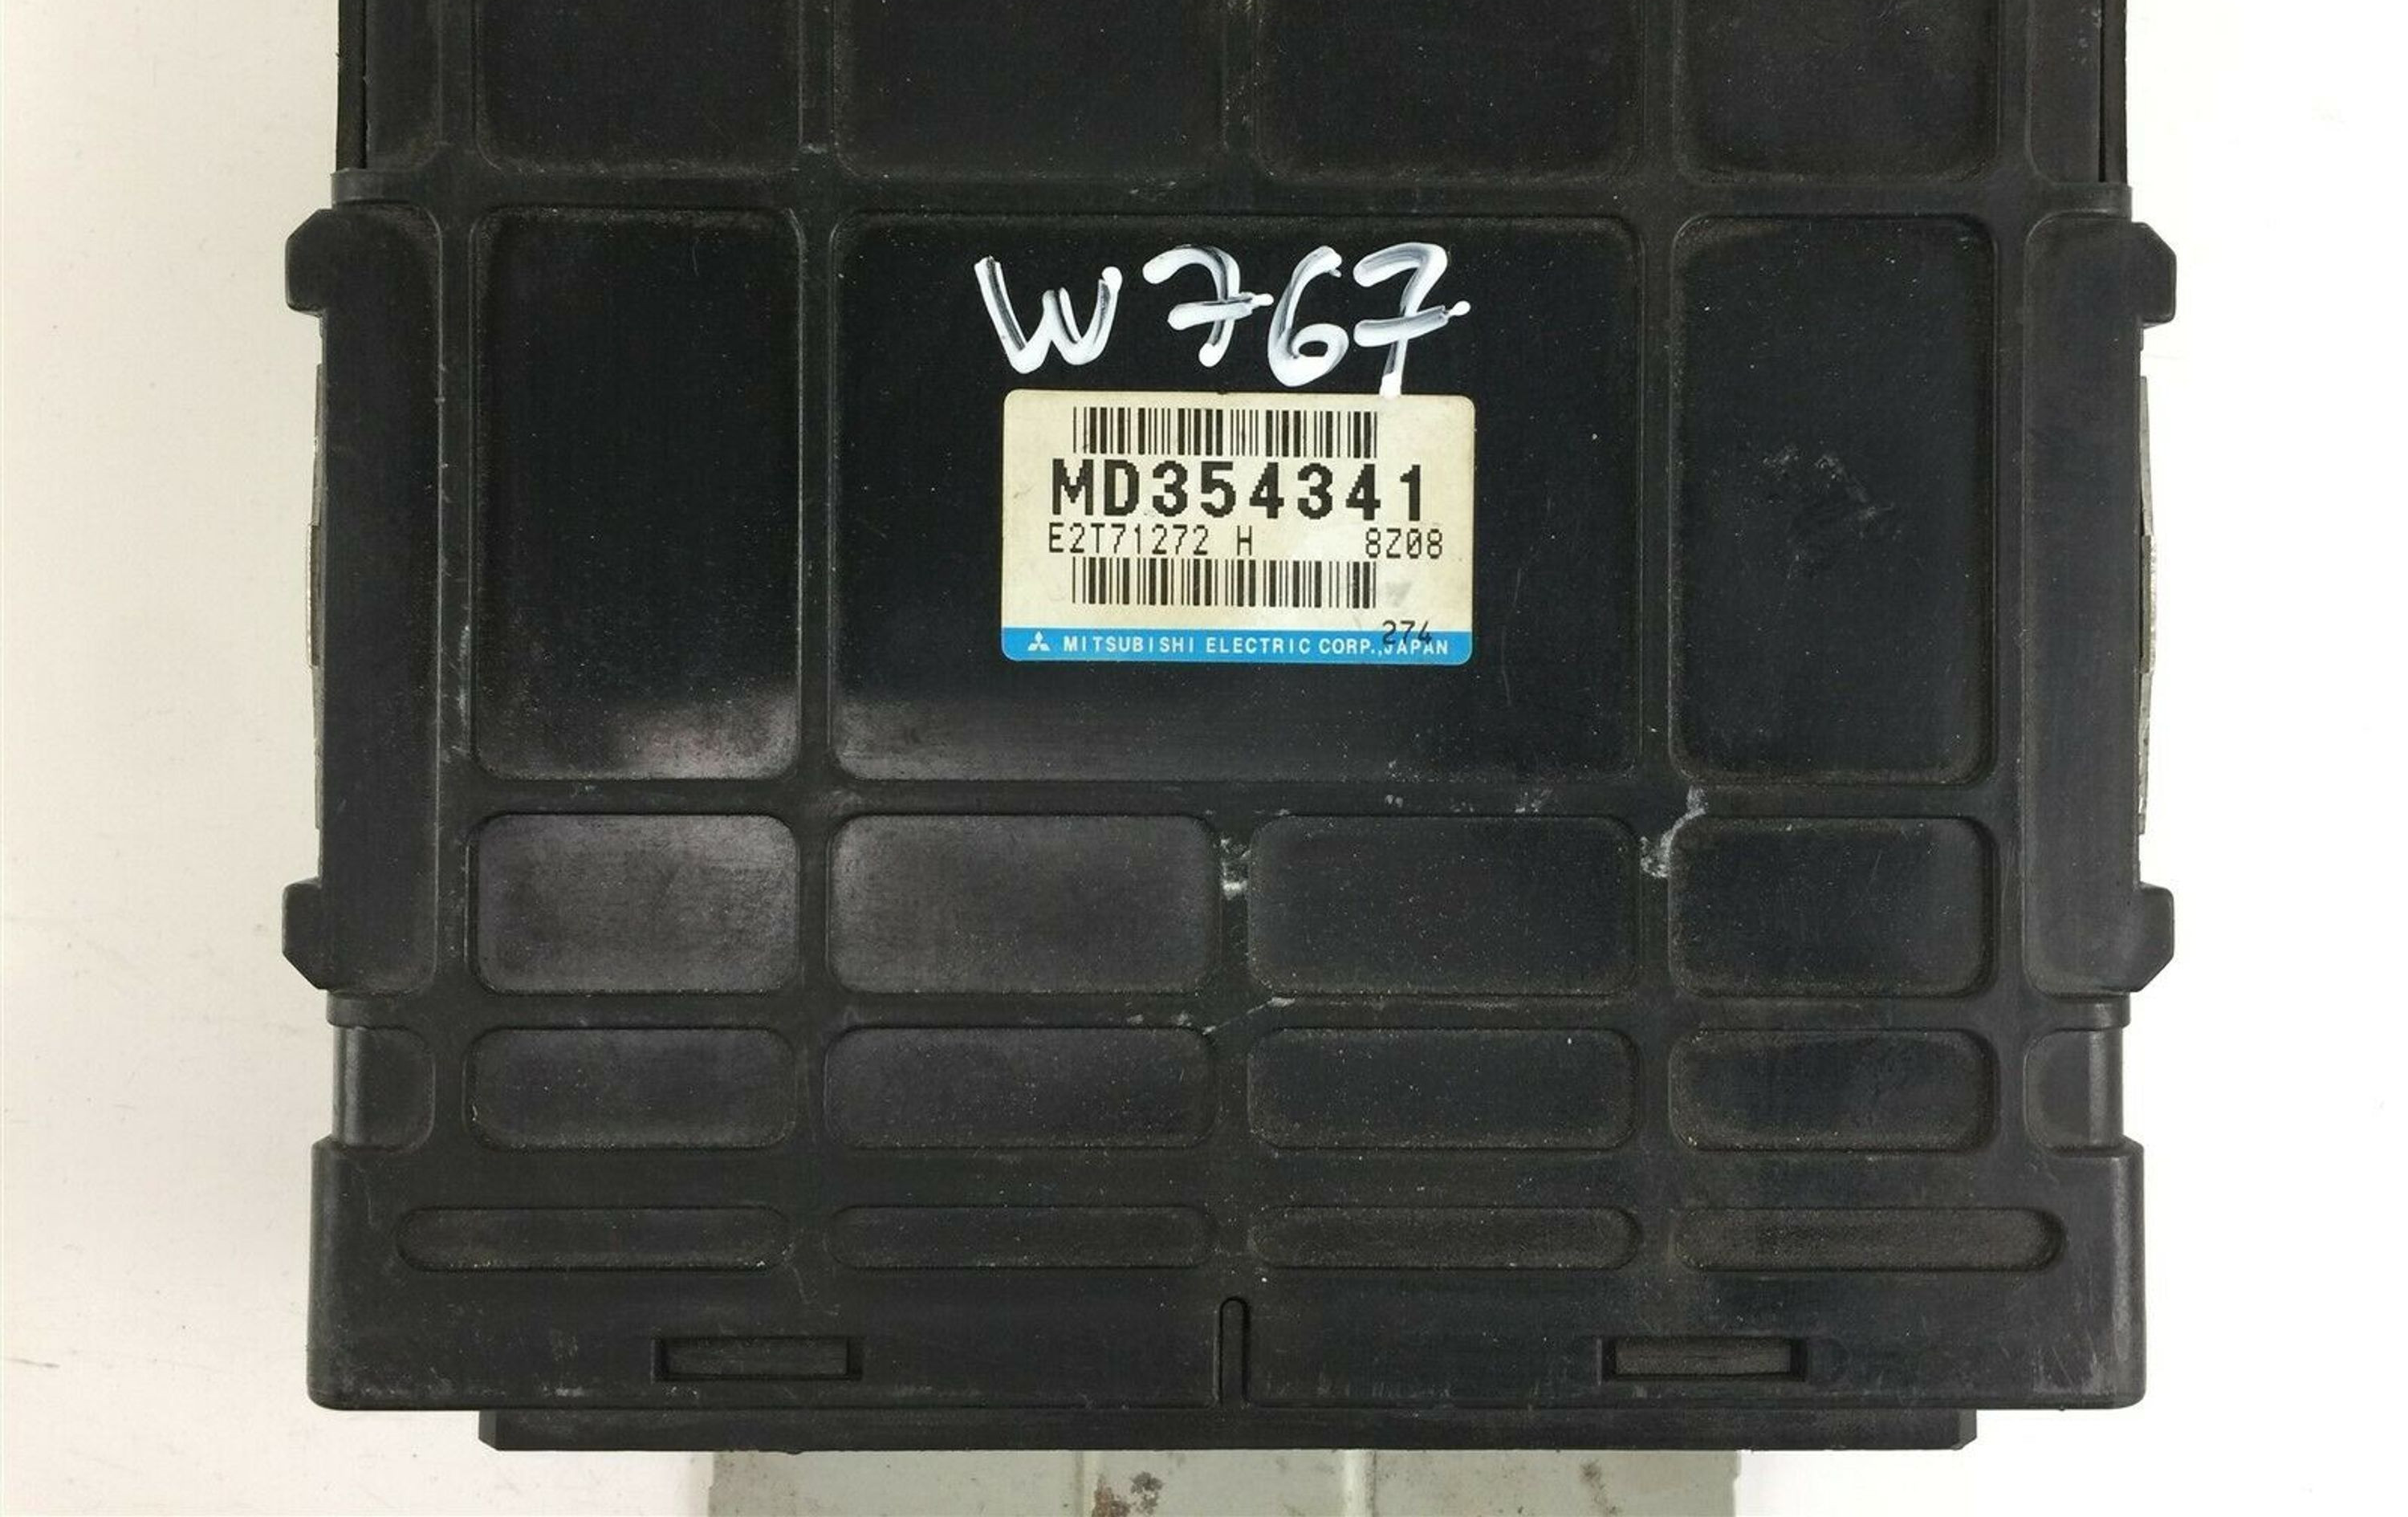 W767
MD354341
E2T71272 H 8Z08
274
MITSUBISHI ELECTRIC CORP.,JAPAN